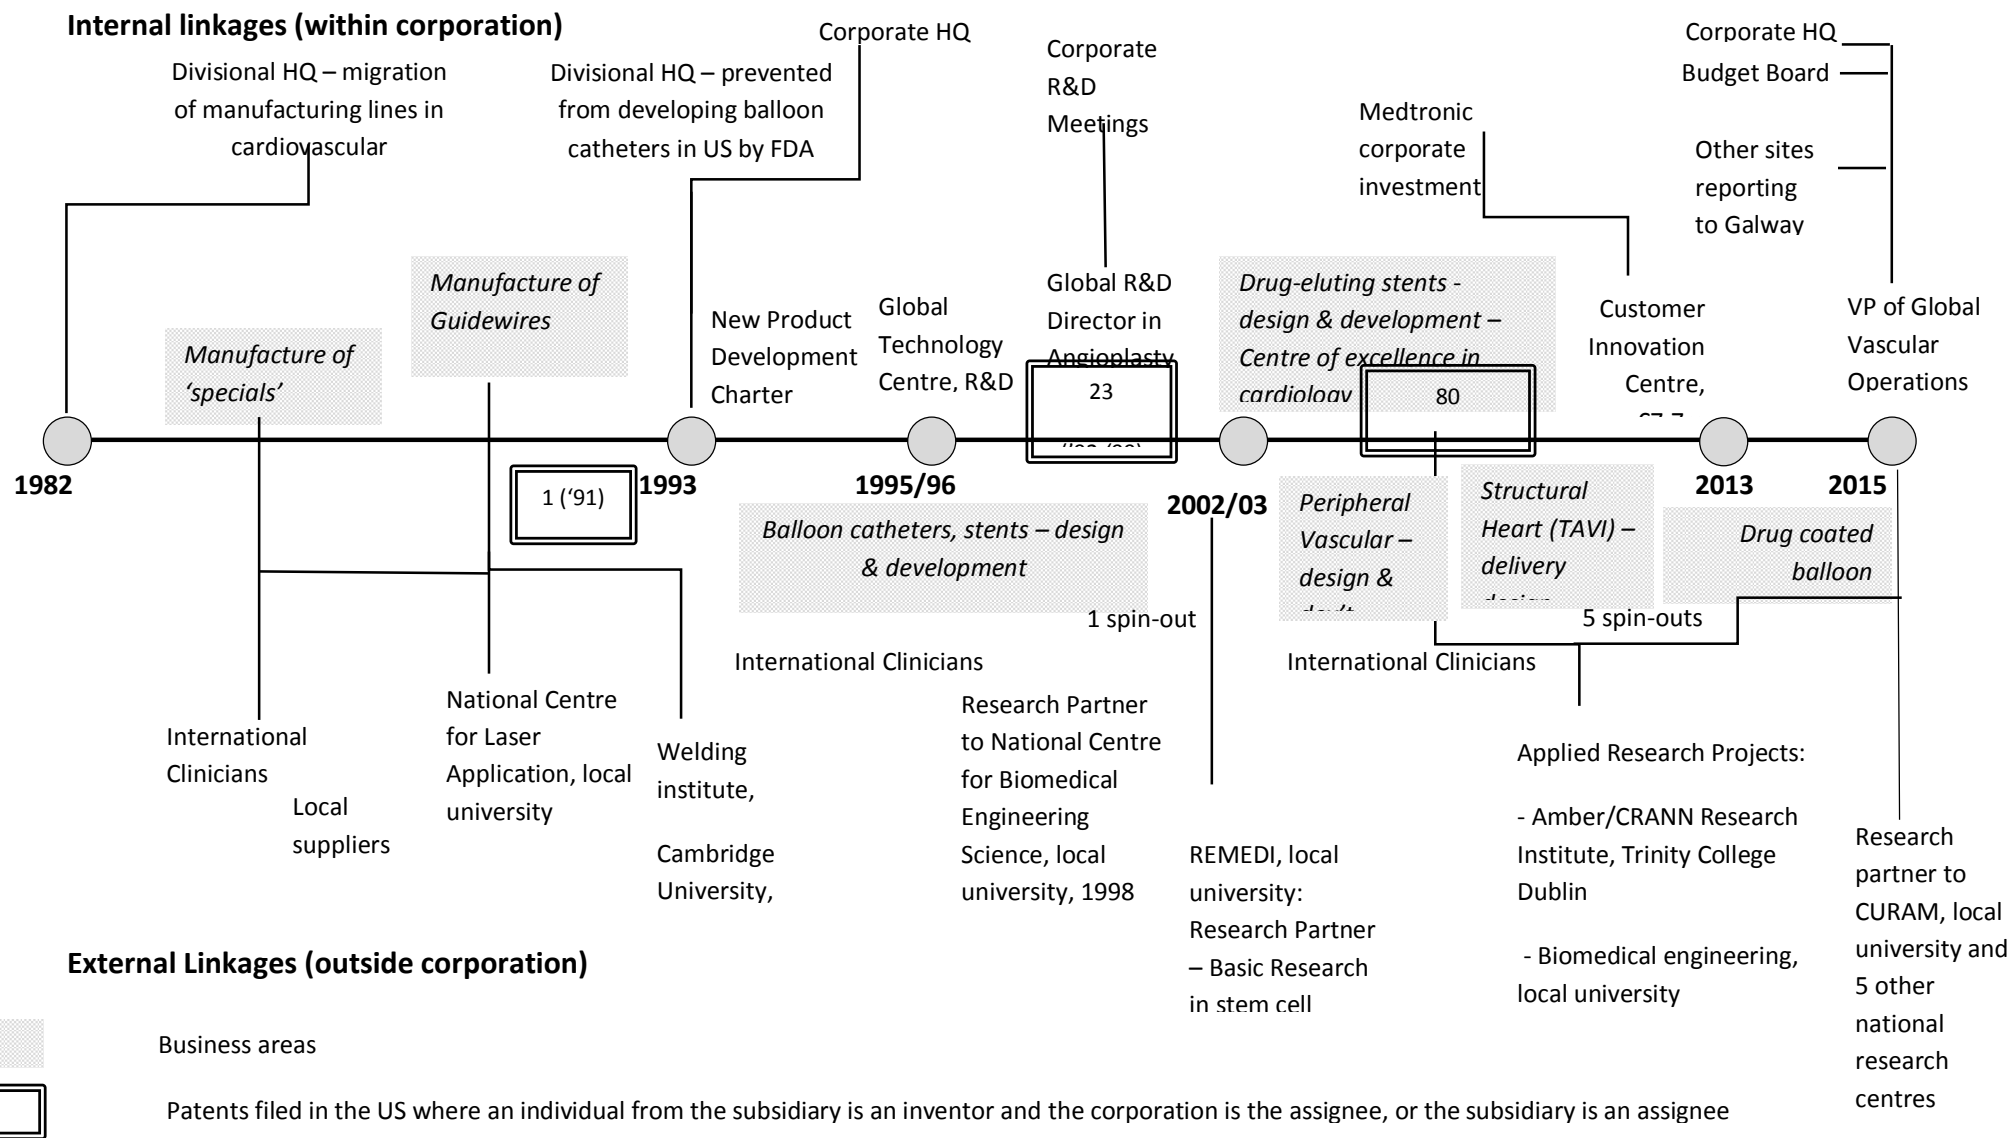 Internal linkages (within corporation)
Divisional HQ – migration
of manufacturing lines in
cardiovascular
Divisional HQ – prevented
from developing balloon
catheters in US by FDA
Corporate HQ
Corporate
R&D
Meetings
Medtronic
corporate
investment
Corporate HQ
Budget Board
Other sites
reporting
to Galway
Manufacture of
‘specials’
Manufacture of
Guidewires
New Product
Development
Charter
Global
Technology
Centre, R&D
Global R&D
Director in
Angioplasty
23
Drug-eluting stents -
design & development –
Centre of excellence in
cardiology
80
Customer
Innovation
Centre,
VP of Global
Vascular
Operations
1982
1 (‘91)
1993
1995/96
2002/03
2013
2015
Balloon catheters, stents – design
& development
Peripheral
Vascular –
design &
Structural
Heart (TAVI) –
delivery
Drug coated
balloon
1 spin-out
5 spin-outs
International Clinicians
International Clinicians
International
Clinicians
Local
suppliers
National Centre
for Laser
Application, local
university
Welding
institute,
Cambridge
University,
Research Partner
to National Centre
for Biomedical
Engineering
Science, local
university, 1998
REMEDI, local
university:
Research Partner
– Basic Research
in stem cell
Applied Research Projects:
- Amber/CRANN Research
Institute, Trinity College
Dublin
- Biomedical engineering,
local university
Research
partner to
CURAM, local
university and
5 other
national
research
centres
External Linkages (outside corporation)
Business areas
Patents filed in the US where an individual from the subsidiary is an inventor and the corporation is the assignee, or the subsidiary is an assignee